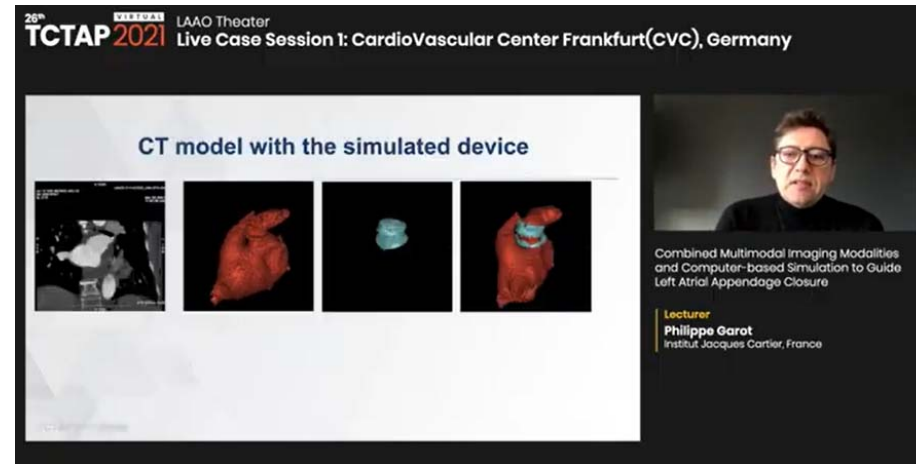 26th
VIRTUAL
TCTAP 2021
LAAO Theater
Live Case Session 1: CardioVascular Center Frankfurt(CVC), Germany
CT model with the simulated device
Combined Multimodal Imaging Modalities
and Computer-based Simulation to Guide
Left Atrial Appendage Closure
Lecturer
Philippe Garot
Institut Jacques Cartier, France